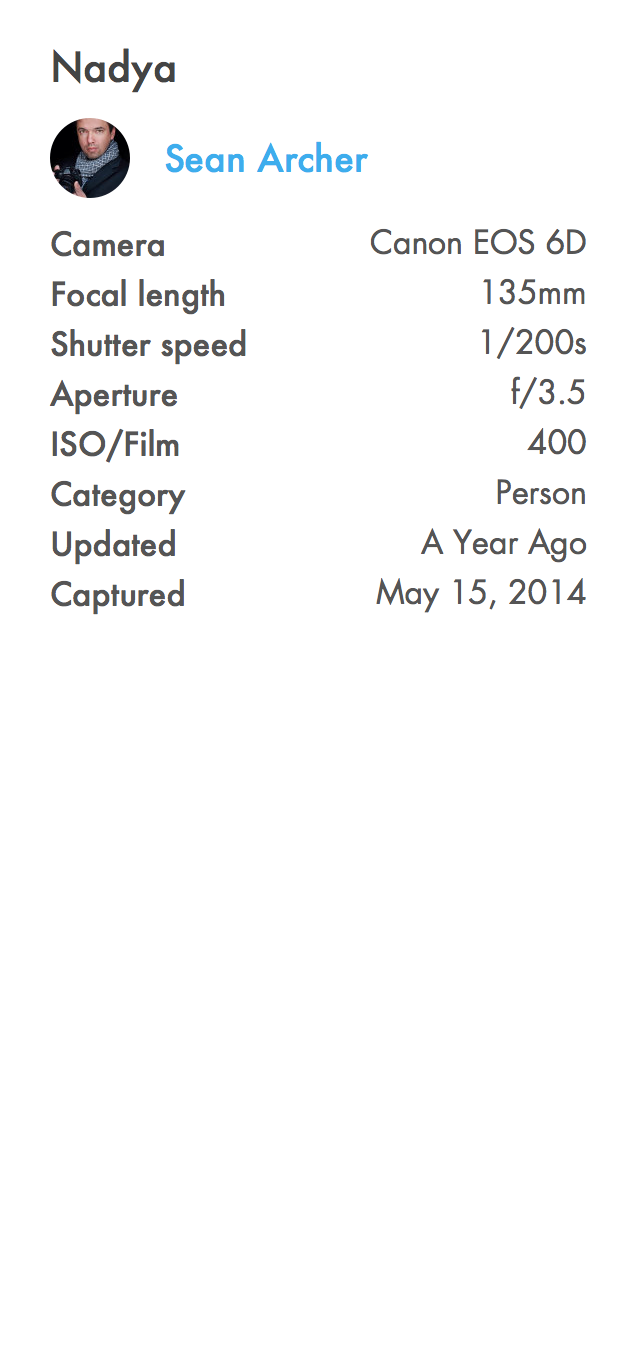 Nadya
Sean Archer
Camera Canon EOS 6D
Focal length 135mm
Shutter speed 1/200s
Aperture f/3.5
ISO/Film 400
Category Person
Updated A Year Ago
Captured May 15, 2014